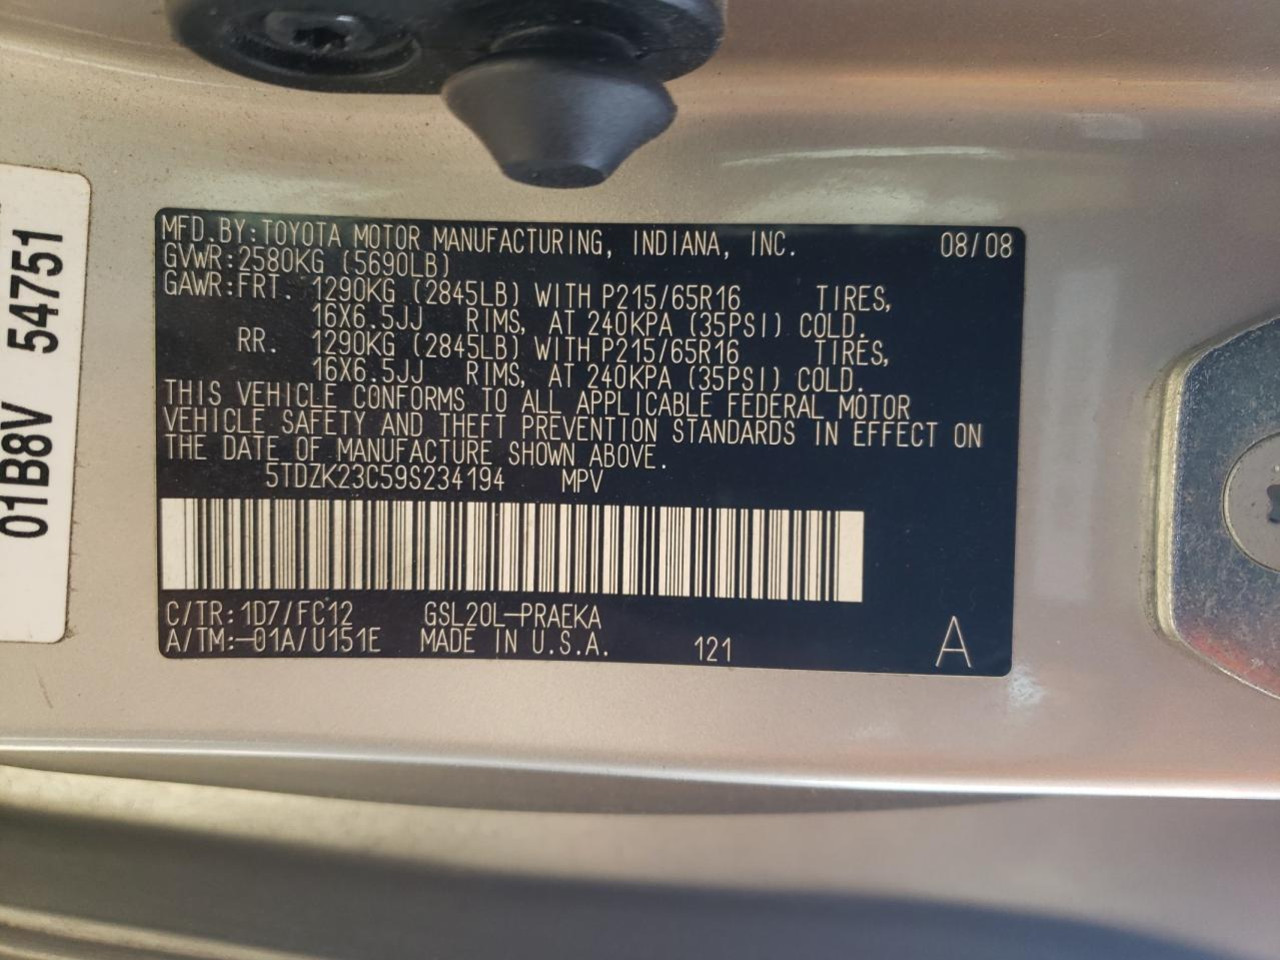 01B8V 54751
MFD.BY:TOYOTA MOTOR MANUFACTURING, INDIANA, INC. 08/08
GVWR:2580KG (5690LB)
GAWR:FRT. 1290KG (2845LB) WITH P215/65R16 TIRES,
16X6.5JJ RIMS, AT 240KPA (35PSI) COLD.
RR. 1290KG (2845LB) WITH P215/65R16 TIRES,
16X6.5JJ RIMS, AT 240KPA (35PSI) COLD.
THIS VEHICLE CONFORMS TO ALL APPLICABLE FEDERAL MOTOR
VEHICLE SAFETY AND THEFT PREVENTION STANDARDS IN EFFECT ON
THE DATE OF MANUFACTURE SHOWN ABOVE.
5TDZK23C59S234194 MPV
C/TR:1D7/FC12 GSL20L-PRAEKA
A/TM:-01A/U151E MADE IN U.S.A. 121 A